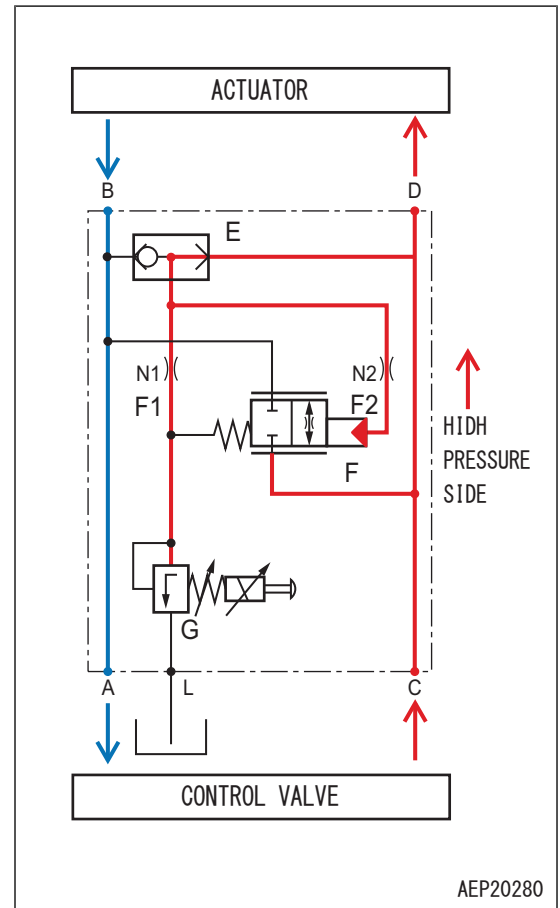 ACTUATOR
B
D
E
N1
N2
F1
F2
F
HIDH
PRESSURE
SIDE
G
A
L
C
CONTROL VALVE
AEP20280